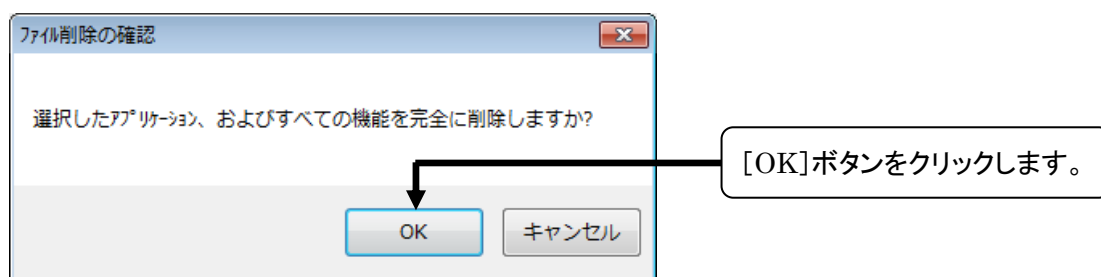 ﾌｧｲﾙ削除の確認
選択したｱﾌﾟﾘｹｰｼｮﾝ、およびすべての機能を完全に削除しますか?
[OK]ボタンをクリックします。
OK
キャンセル